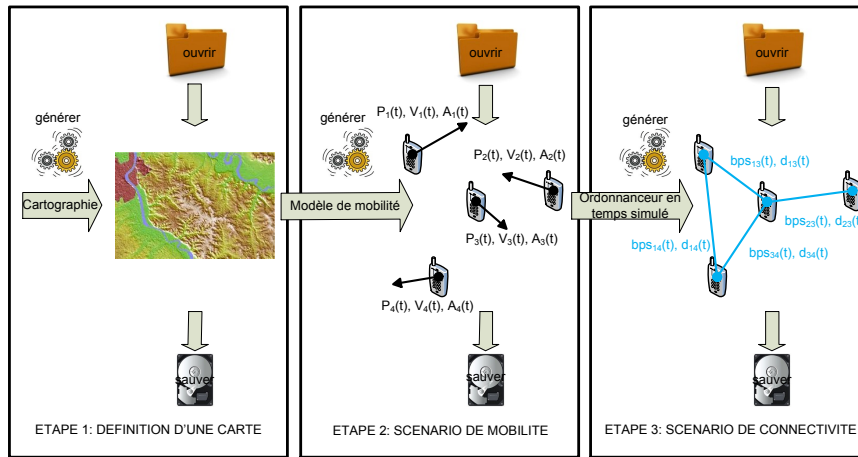 ouvrir
générer
Cartographie
sauver
ETAPE 1: DEFINITION D'UNE CARTE
ouvrir
générer
P1(t), V1(t), A1(t)
P2(t), V2(t), A2(t)
Modèle de mobilité
P3(t), V3(t), A3(t)
P4(t), V4(t), A4(t)
sauver
ETAPE 2: SCENARIO DE MOBILITE
ouvrir
générer
bps13(t), d13(t)
Ordonnanceur en
temps simulé
bps23(t), d23(t)
bps14(t), d14(t)
bps34(t), d34(t)
sauver
ETAPE 3: SCENARIO DE CONNECTIVITE